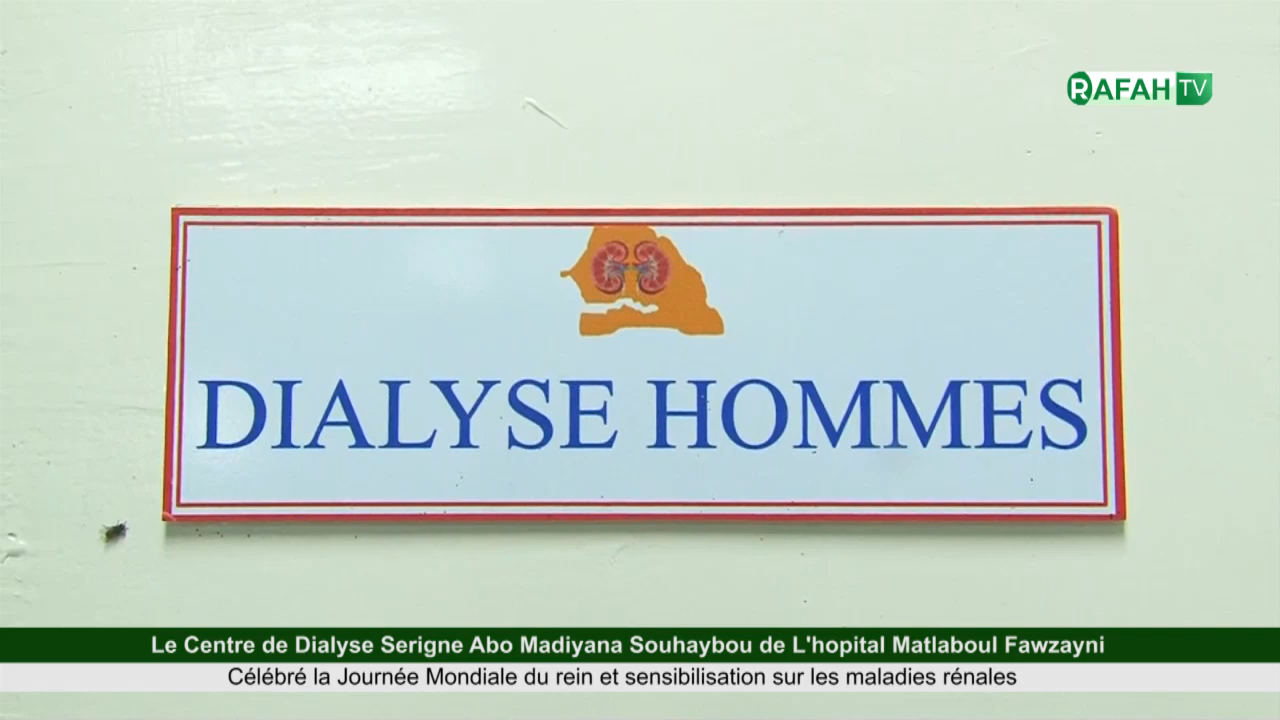 RAFAH TV
DIALYSE HOMMES
Le Centre de Dialyse Serigne Abo Madiyana Souhaybou de L'hopital Matlaboul Fawzayni
Célébré la Journée Mondiale du rein et sensibilisation sur les maladies rénales